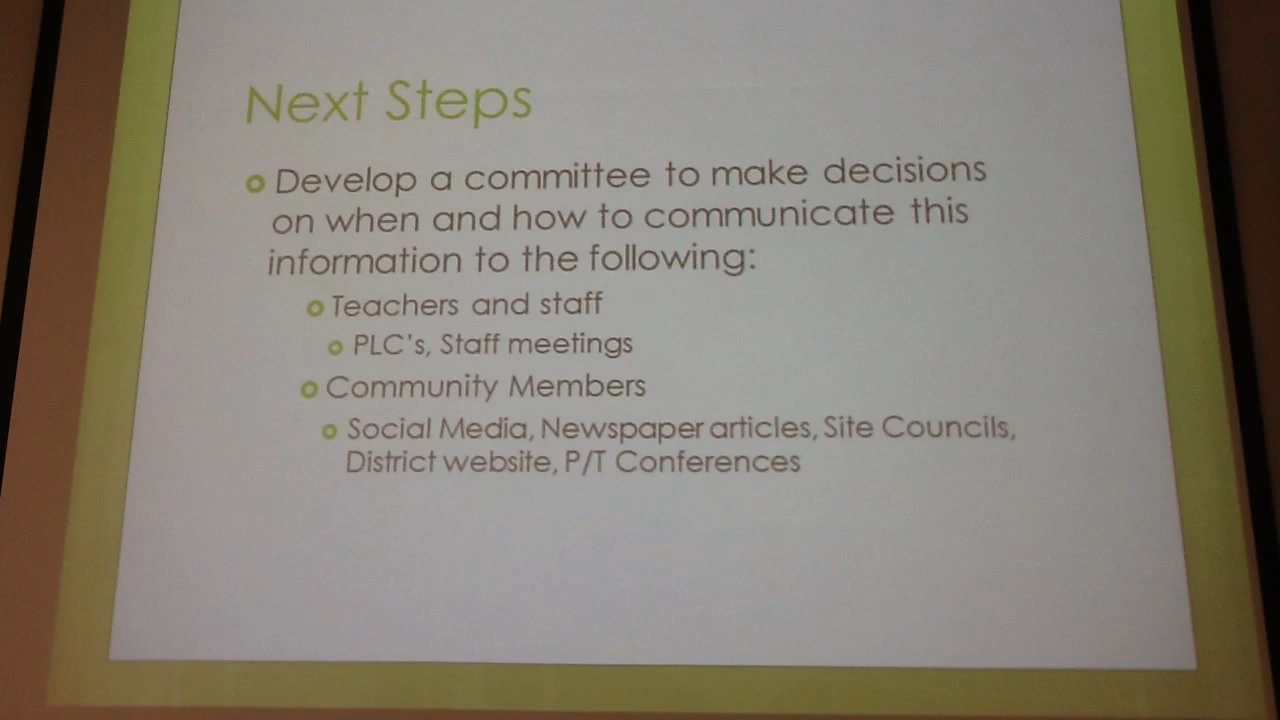 Next Steps
Develop a committee to make decisions
on when and how to communicate this
information to the following:
Teachers and staff
PLC's, Staff meetings
Community Members
Social Media, Newspaper articles, Site Councils,
District website, P/T Conferences